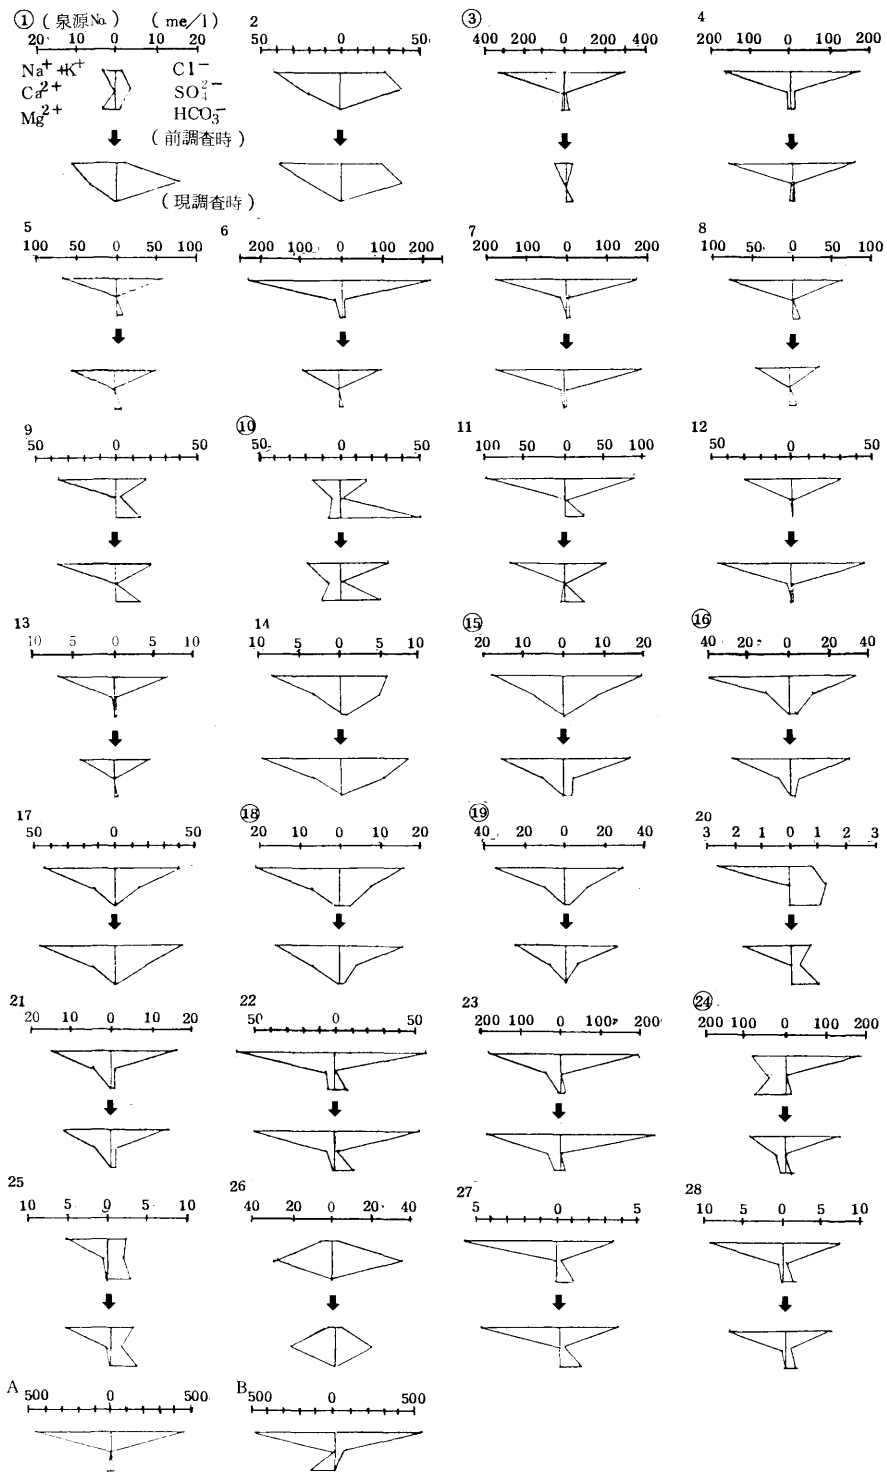 ① (泉源No.) (me/l) 2 ③ 4
20 10 0 10 20 50 0 50 400 200 0 200 400 200 100 0 100 200
Na⁺+K⁺ Cl⁻
Ca²⁺ SO₄²⁻
Mg²⁺ HCO₃⁻
(前調査時)
(現調査時)
5 6 7 8
100 50 0 50 100 200 100 0 100 200 200 100 0 100 200 100 50 0 50 100
9 ⑩ 11 12
50 0 50 50 0 50 100 50 0 50 100 50 0 50
13 14 ⑮ ⑯
10 5 0 5 10 10 5 0 5 10 20 10 0 10 20 40 20 0 20 40
17 ⑱ ⑲ 20
50 0 50 20 10 0 10 20 40 20 0 20 40 3 2 1 0 1 2 3
21 22 23 ㉔
20 10 0 10 20 50 0 50 200 100 0 100 200 200 100 0 100 200
25 26 27 28
10 5 0 5 10 40 20 0 20 40 5 0 5 10 5 0 5 10
A B
500 0 500 500 0 500